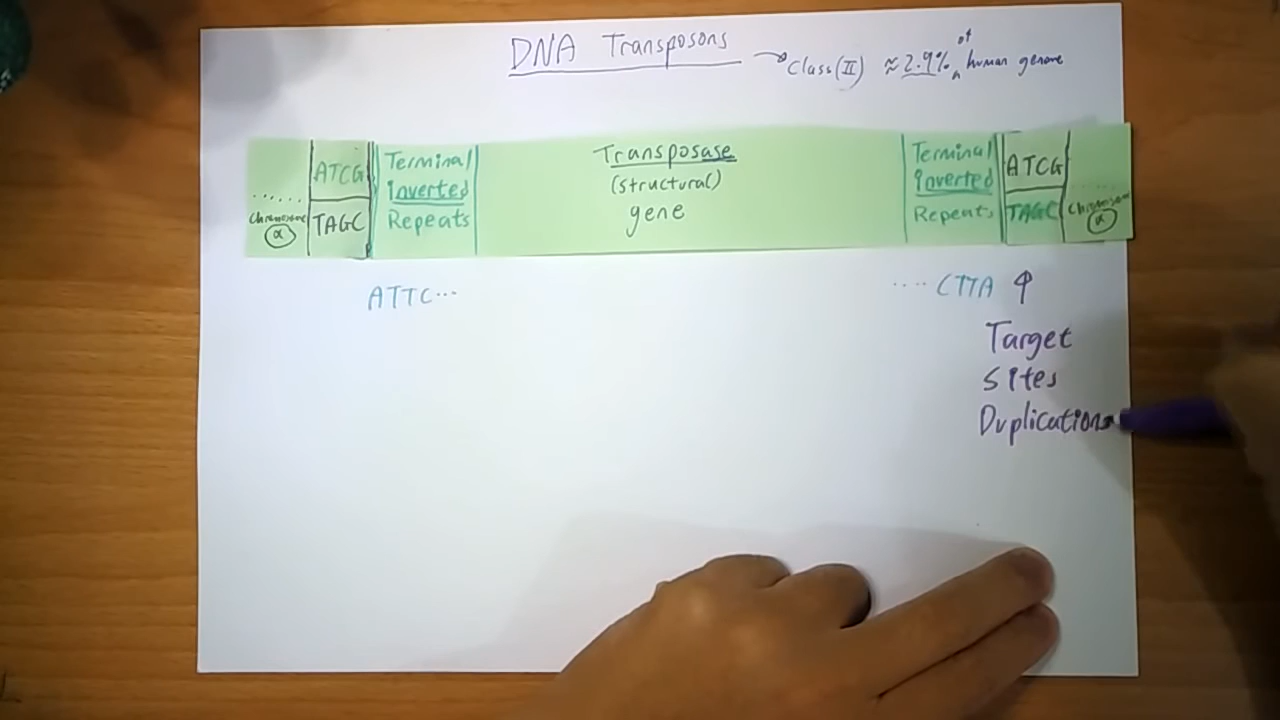 DNA Transposons
Class(II) ≈ 2.9% of human genome
ATCG
TAGC
Chromosome
α
Terminal
inverted
Repeats
Transposase
(structural)
gene
Terminal
inverted
Repeats
ATCG
TAGC
Chromosome
α
ATTC...
.... CTTA
Target
Sites
Duplications